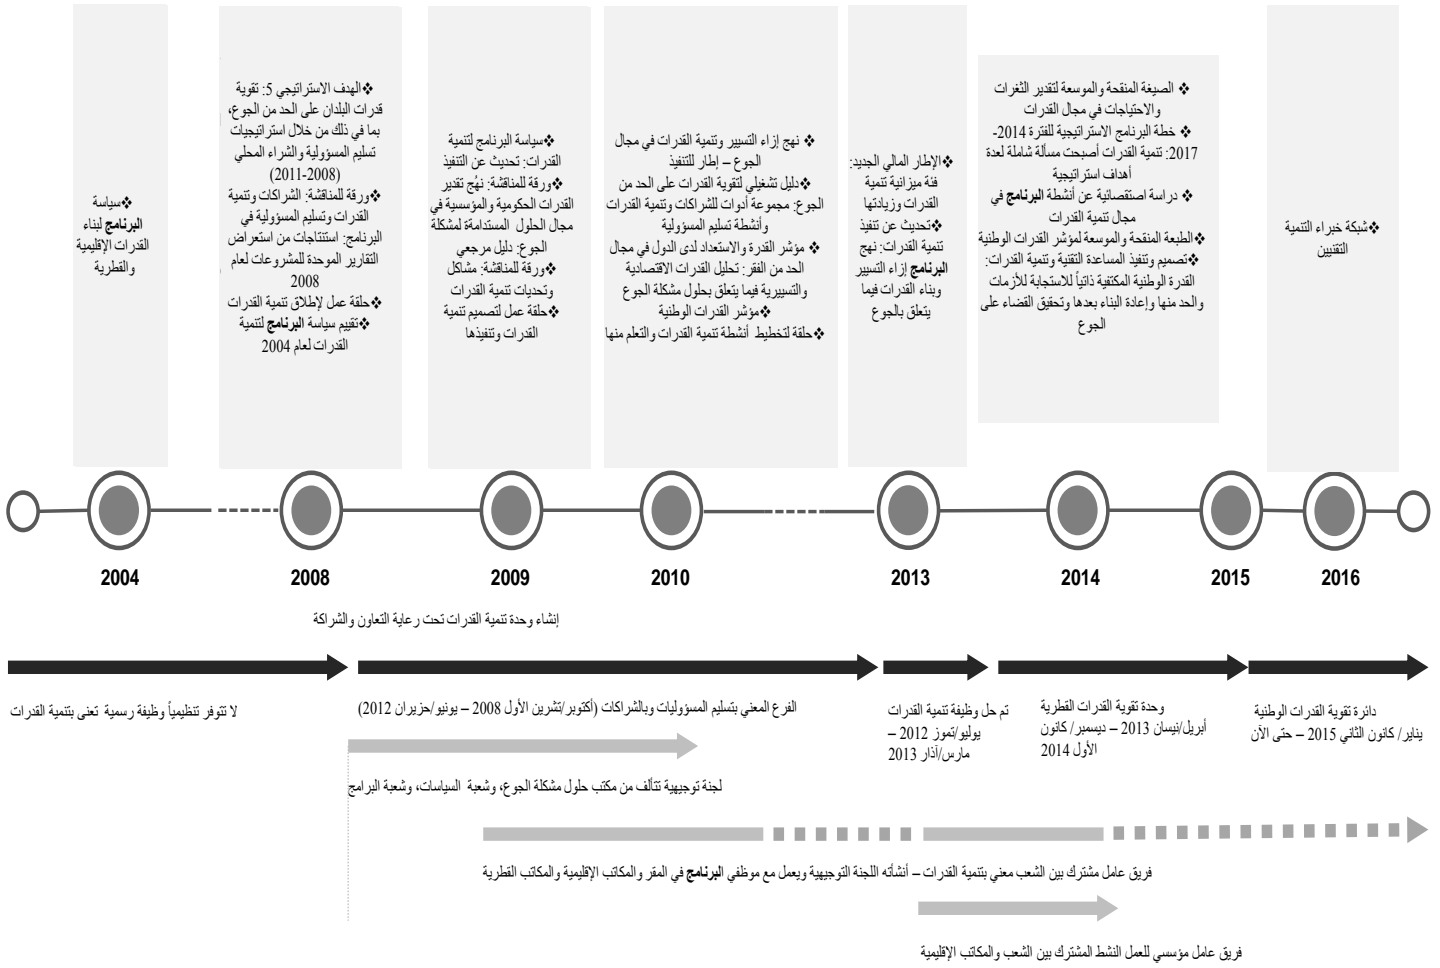 ❖سياسة
البرنامج لبناء
القدرات الإقليمية
والقطرية
❖الهدف الاستراتيجي 5: تقوية
قدرات البلدان على الحد من الجوع،
بما في ذلك من خلال استراتيجيات
تسليم المسؤولية والشراء المحلي
(2008-2011)
❖ورقة للمناقشة: الشراكات وتنمية
القدرات وتسليم المسؤولية في
البرنامج: استنتاجات من استعراض
التقارير الموحدة للمشروعات لعام
2008
❖حلقة عمل لإطلاق تنمية القدرات
❖تقييم سياسة البرنامج لتنمية
القدرات لعام 2004
❖سياسة البرنامج لتنمية
القدرات: تحديث عن التنفيذ
❖ورقة للمناقشة: نهُج تقدير
القدرات الحكومية والمؤسسية في
مجال الحلول المستدامة لمشكلة
الجوع: دليل مرجعي
❖ورقة للمناقشة: مشاكل
وتحديات تنمية القدرات
❖حلقة عمل لتصميم تنمية
القدرات وتنفيذها
❖ نهج إزاء التسيير وتنمية القدرات في مجال
الجوع – إطار للتنفيذ
❖دليل تشغيلي لتقوية القدرات على الحد من
الجوع: مجموعة أدوات للشراكات وتنمية القدرات
وأنشطة تسليم المسؤولية
❖ مؤشر القدرة والاستعداد لدى الدول في مجال
الحد من الفقر: تحليل القدرات الاقتصادية
والتسييرية فيما يتعلق بحلول مشكلة الجوع
❖مؤشر القدرات الوطنية
❖حلقة لتخطيط أنشطة تنمية القدرات والتعلم منها
❖الإطار المالي الجديد:
فئة ميزانية تنمية
القدرات وزيادتها
❖تحديث عن تنفيذ
تنمية القدرات: نهج
البرنامج إزاء التسيير
وبناء القدرات فيما
يتعلق بالجوع
❖ الصيغة المنقحة والموسعة لتقدير الثغرات
والاحتياجات في مجال القدرات
❖ خطة البرنامج الاستراتيجية للفترة 2014-
2017: تنمية القدرات أصبحت مسألة شاملة لعدة
أهداف استراتيجية
❖ دراسة استقصائية عن أنشطة البرنامج في
مجال تنمية القدرات
❖الطبعة المنقحة والموسعة لمؤشر القدرات الوطنية
❖تصميم وتنفيذ المساعدة التقنية وتنمية القدرات:
القدرة الوطنية المكتفية ذاتياً للاستجابة للأزمات
والحد منها وإعادة البناء بعدها وتحقيق القضاء على
الجوع
❖شبكة خبراء التنمية
التقنيين
2004
2008
2009
2010
2013
2014
2015
2016
إنشاء وحدة تنمية القدرات تحت رعاية التعاون والشراكة
لا تتوفر تنظيمياً وظيفة رسمية تعنى بتنمية القدرات
الفرع المعني بتسليم المسؤوليات وبالشراكات (أكتوبر/تشرين الأول 2008 – يونيو/حزيران 2012)
تم حل وظيفة تنمية القدرات
يوليو/تموز 2012 –
مارس/آذار 2013
وحدة تقوية القدرات القطرية
أبريل/نيسان 2013 – ديسمبر/ كانون
الأول 2014
دائرة تقوية القدرات الوطنية
يناير/ كانون الثاني 2015 – حتى الآن
لجنة توجيهية تتألف من مكتب حلول مشكلة الجوع، وشعبة السياسات، وشعبة البرامج
فريق عامل مشترك بين الشعب معني بتنمية القدرات – أنشأته اللجنة التوجيهية ويعمل مع موظفي البرنامج في المقر والمكاتب الإقليمية والمكاتب القطرية
فريق عامل مؤسسي للعمل النشط المشترك بين الشعب والمكاتب الإقليمية